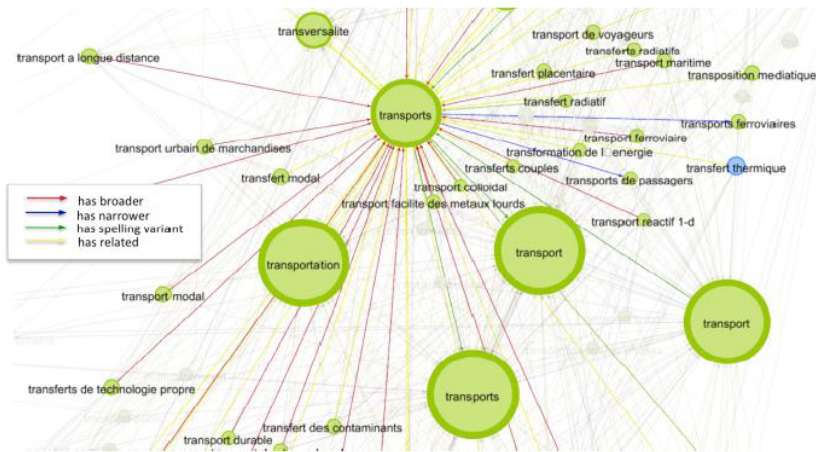 transversalite
transport de voyageurs
transferts radiatifs
transport a longue distance
transport maritime
transfert placentaire
transposition mediatique
transfert radiatif
transports
transports ferroviaires
transport ferroviaire
transport urbain de marchandises
transformation de l
energie
transferts couples
transfert thermique
transfert modal
transports de passagers
transport colloidal
has broader
has narrower
has spelling variant
has related
transport facilite des metaux lourds
transport reactif 1-d
transportation
transport
transport modal
transport
transferts de technologie propre
transports
transfert des contaminants
transport durable